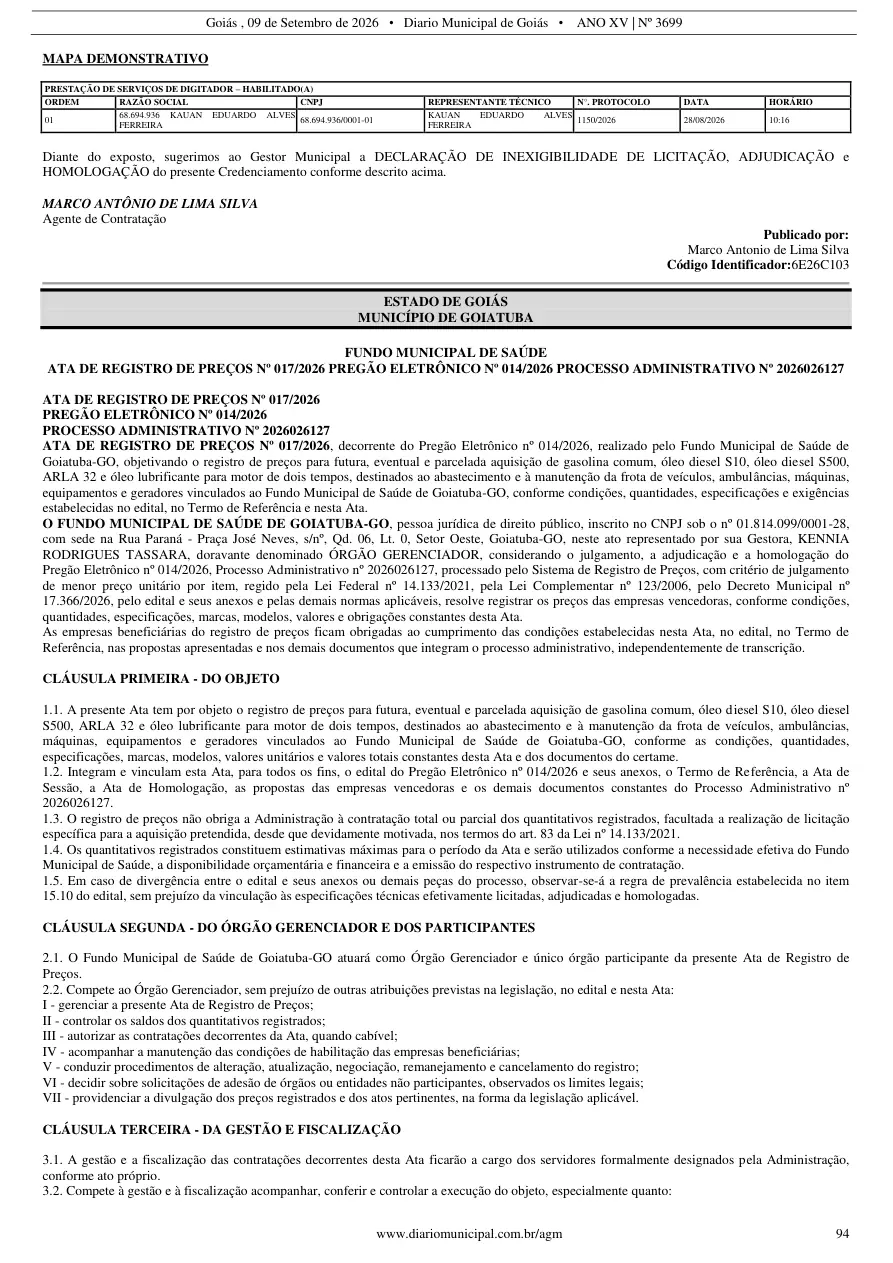 Goiás , 09 de Setembro de 2026 • Diario Municipal de Goiás • ANO XV | Nº 3699
MAPA DEMONSTRATIVO
PRESTAÇÃO DE SERVIÇOS DE DIGITADOR – HABILITADO(A)
ORDEM RAZÃO SOCIAL CNPJ REPRESENTANTE TÉCNICO Nº. PROTOCOLO DATA HORÁRIO
01 68.694.936 KAUAN EDUARDO ALVES FERREIRA 68.694.936/0001-01 KAUAN EDUARDO ALVES FERREIRA 1150/2026 28/08/2026 10:16
Diante do exposto, sugerimos ao Gestor Municipal a DECLARAÇÃO DE INEXIGIBILIDADE DE LICITAÇÃO, ADJUDICAÇÃO e
HOMOLOGAÇÃO do presente Credenciamento conforme descrito acima.
MARCO ANTÔNIO DE LIMA SILVA
Agente de Contratação
Publicado por:
Marco Antonio de Lima Silva
Código Identificador:6E26C103
ESTADO DE GOIÁS
MUNICÍPIO DE GOIATUBA
FUNDO MUNICIPAL DE SAÚDE
ATA DE REGISTRO DE PREÇOS Nº 017/2026 PREGÃO ELETRÔNICO Nº 014/2026 PROCESSO ADMINISTRATIVO Nº 2026026127
ATA DE REGISTRO DE PREÇOS Nº 017/2026
PREGÃO ELETRÔNICO Nº 014/2026
PROCESSO ADMINISTRATIVO Nº 2026026127
ATA DE REGISTRO DE PREÇOS Nº 017/2026, decorrente do Pregão Eletrônico nº 014/2026, realizado pelo Fundo Municipal de Saúde de
Goiatuba-GO, objetivando o registro de preços para futura, eventual e parcelada aquisição de gasolina comum, óleo diesel S10, óleo diesel S500,
ARLA 32 e óleo lubrificante para motor de dois tempos, destinados ao abastecimento e à manutenção da frota de veículos, ambulâncias, máquinas,
equipamentos e geradores vinculados ao Fundo Municipal de Saúde de Goiatuba-GO, conforme condições, quantidades, especificações e exigências
estabelecidas no edital, no Termo de Referência e nesta Ata.
O FUNDO MUNICIPAL DE SAÚDE DE GOIATUBA-GO, pessoa jurídica de direito público, inscrito no CNPJ sob o nº 01.814.099/0001-28,
com sede na Rua Paraná - Praça José Neves, s/nº, Qd. 06, Lt. 0, Setor Oeste, Goiatuba-GO, neste ato representado por sua Gestora, KENNIA
RODRIGUES TASSARA, doravante denominado ÓRGÃO GERENCIADOR, considerando o julgamento, a adjudicação e a homologação do
Pregão Eletrônico nº 014/2026, Processo Administrativo nº 2026026127, processado pelo Sistema de Registro de Preços, com critério de julgamento
de menor preço unitário por item, regido pela Lei Federal nº 14.133/2021, pela Lei Complementar nº 123/2006, pelo Decreto Municipal nº
17.366/2026, pelo edital e seus anexos e pelas demais normas aplicáveis, resolve registrar os preços das empresas vencedoras, conforme condições,
quantidades, especificações, marcas, modelos, valores e obrigações constantes desta Ata.
As empresas beneficiárias do registro de preços ficam obrigadas ao cumprimento das condições estabelecidas nesta Ata, no edital, no Termo de
Referência, nas propostas apresentadas e nos demais documentos que integram o processo administrativo, independentemente de transcrição.
CLÁUSULA PRIMEIRA - DO OBJETO
1.1. A presente Ata tem por objeto o registro de preços para futura, eventual e parcelada aquisição de gasolina comum, óleo diesel S10, óleo diesel
S500, ARLA 32 e óleo lubrificante para motor de dois tempos, destinados ao abastecimento e à manutenção da frota de veículos, ambulâncias,
máquinas, equipamentos e geradores vinculados ao Fundo Municipal de Saúde de Goiatuba-GO, conforme as condições, quantidades,
especificações, marcas, modelos, valores unitários e valores totais constantes desta Ata e dos documentos do certame.
1.2. Integram e vinculam esta Ata, para todos os fins, o edital do Pregão Eletrônico nº 014/2026 e seus anexos, o Termo de Referência, a Ata de
Sessão, a Ata de Homologação, as propostas das empresas vencedoras e os demais documentos constantes do Processo Administrativo nº
2026026127.
1.3. O registro de preços não obriga a Administração à contratação total ou parcial dos quantitativos registrados, facultada a realização de licitação
específica para a aquisição pretendida, desde que devidamente motivada, nos termos do art. 83 da Lei nº 14.133/2021.
1.4. Os quantitativos registrados constituem estimativas máximas para o período da Ata e serão utilizados conforme a necessidade efetiva do Fundo
Municipal de Saúde, a disponibilidade orçamentária e financeira e a emissão do respectivo instrumento de contratação.
1.5. Em caso de divergência entre o edital e seus anexos ou demais peças do processo, observar-se-á a regra de prevalência estabelecida no item
15.10 do edital, sem prejuízo da vinculação às especificações técnicas efetivamente licitadas, adjudicadas e homologadas.
CLÁUSULA SEGUNDA - DO ÓRGÃO GERENCIADOR E DOS PARTICIPANTES
2.1. O Fundo Municipal de Saúde de Goiatuba-GO atuará como Órgão Gerenciador e único órgão participante da presente Ata de Registro de
Preços.
2.2. Compete ao Órgão Gerenciador, sem prejuízo de outras atribuições previstas na legislação, no edital e nesta Ata:
I - gerenciar a presente Ata de Registro de Preços;
II - controlar os saldos dos quantitativos registrados;
III - autorizar as contratações decorrentes da Ata, quando cabível;
IV - acompanhar a manutenção das condições de habilitação das empresas beneficiárias;
V - conduzir procedimentos de alteração, atualização, negociação, remanejamento e cancelamento do registro;
VI - decidir sobre solicitações de adesão de órgãos ou entidades não participantes, observados os limites legais;
VII - providenciar a divulgação dos preços registrados e dos atos pertinentes, na forma da legislação aplicável.
CLÁUSULA TERCEIRA - DA GESTÃO E FISCALIZAÇÃO
3.1. A gestão e a fiscalização das contratações decorrentes desta Ata ficarão a cargo dos servidores formalmente designados pela Administração,
conforme ato próprio.
3.2. Compete à gestão e à fiscalização acompanhar, conferir e controlar a execução do objeto, especialmente quanto:
www.diariomunicipal.com.br/agm 94